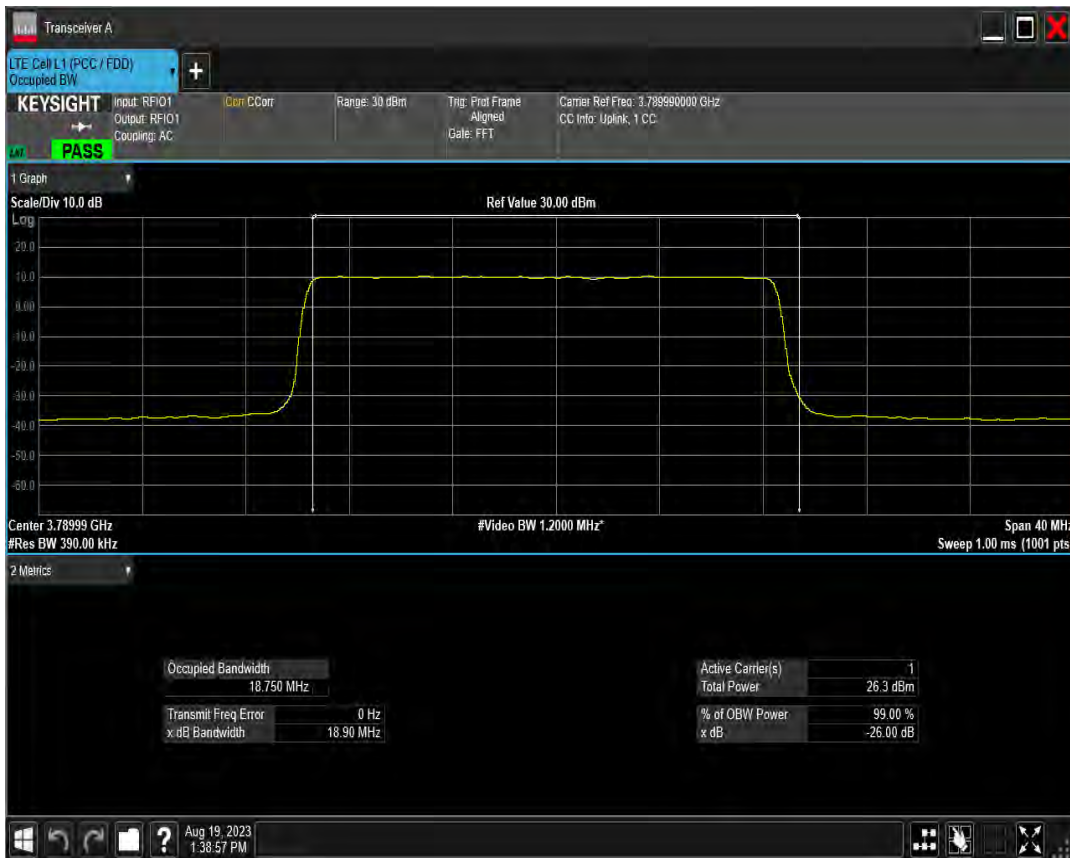 Transceiver A
LTE Cell L1 (PCC / FDD)
Occupied BW
+
KEYSIGHT
PASS
Input: RFIO1
Output: RFIO1
Coupling: AC
Corr CCorr
Range: 30 dBm
Trig: Prot Frame
Aligned
Gate: FFT
Carrier Ref Freq: 3.789990000 GHz
CC Info: Uplink, 1 CC
1 Graph
Scale/Div 10.0 dB
Ref Value 30.00 dBm
Log
20.0
10.0
0.00
-10.0
-20.0
-30.0
-40.0
-50.0
-60.0
Center 3.78999 GHz
#Video BW 1.2000 MHz*
Span 40 MHz
#Res BW 390.00 kHz
Sweep 1.00 ms (1001 pts
2 Metrics
Occupied Bandwidth
18.750 MHz
Transmit Freq Error 0 Hz
x dB Bandwidth 18.90 MHz
Active Carrier(s) 1
Total Power 26.3 dBm
% of OBW Power 99.00 %
x dB -26.00 dB
?
Aug 19, 2023
1:38:57 PM